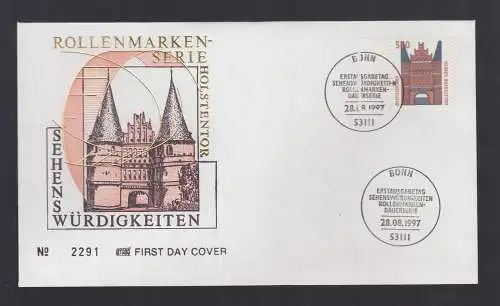 ROLLENMARKEN-
SERIE
HOLSTENTOR
SEHENS
WÜRDIGKEITEN
№ 2291 FIRST DAY COVER
500
BONN
ERSTAUSGABETAG
SEHENSWÜRDIGKEITEN
ROLLENMARKEN-
DAUERSERIE
28.08.1997
53111
BONN
ERSTAUSGABETAG
SEHENSWÜRDIGKEITEN
ROLLENMARKEN-
DAUERSERIE
28.08.1997
53111